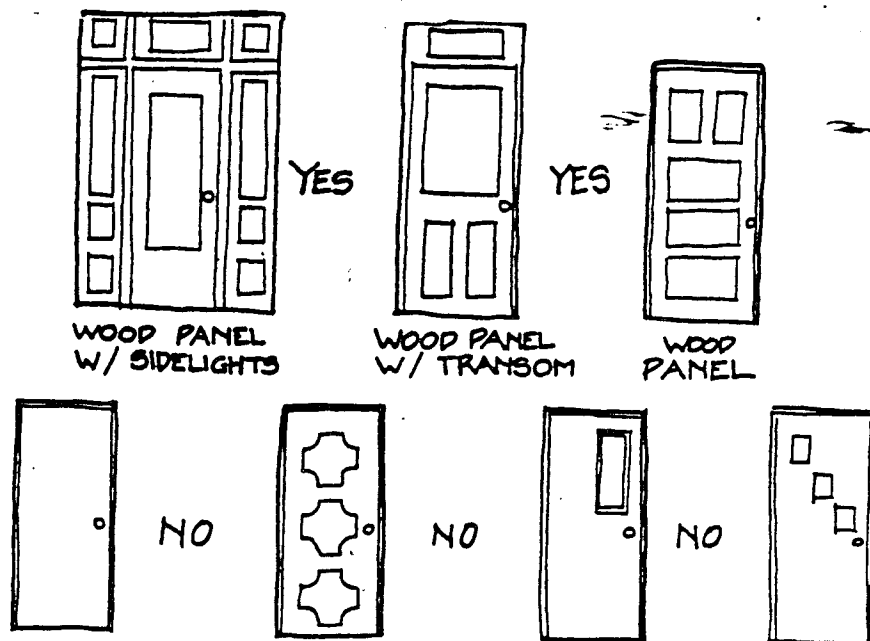 YES
YES
WOOD PANEL
W/ SIDELIGHTS
WOOD PANEL
W/ TRANSOM
WOOD
PANEL
NO
NO
NO